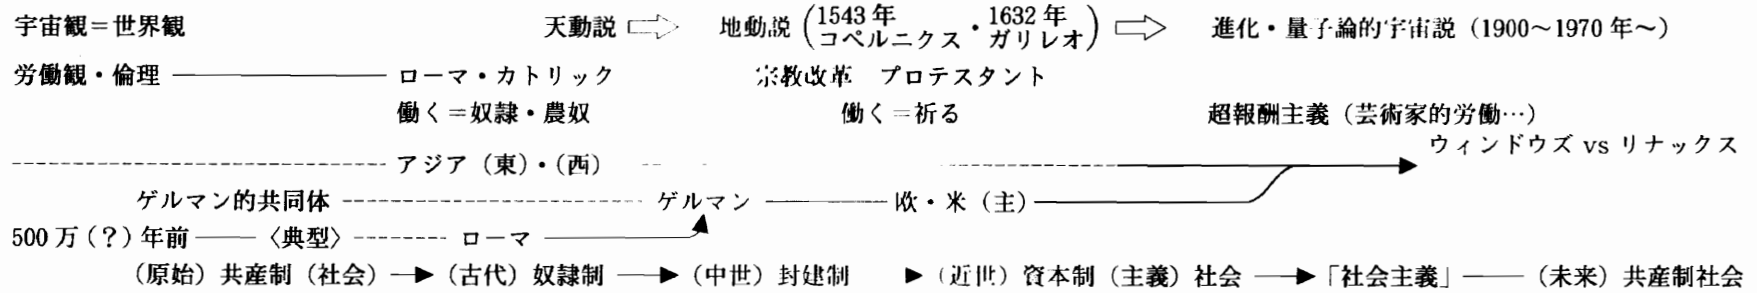 宇宙観＝世界観　天動説 ⇨ 地動説（1543年コペルニクス・1632年ガリレオ）⇨ 進化・量子論的宇宙説（1900〜1970年〜）
労働観・倫理 ―― ローマ・カトリック　宗教改革　プロテスタント
働く＝奴隷・農奴　働く＝祈る　超報酬主義（芸術家的労働…）
ウィンドウズ vs リナックス
アジア（東）・（西）
ゲルマン的共同体 ------ ゲルマン ―― 欧・米（主）
500万（?）年前 ―― 〈典型〉------ ローマ
（原始）共産制（社会）→（古代）奴隷制 →（中世）封建制 ▶（近世）資本制（主義）社会 →「社会主義」――（未来）共産制社会